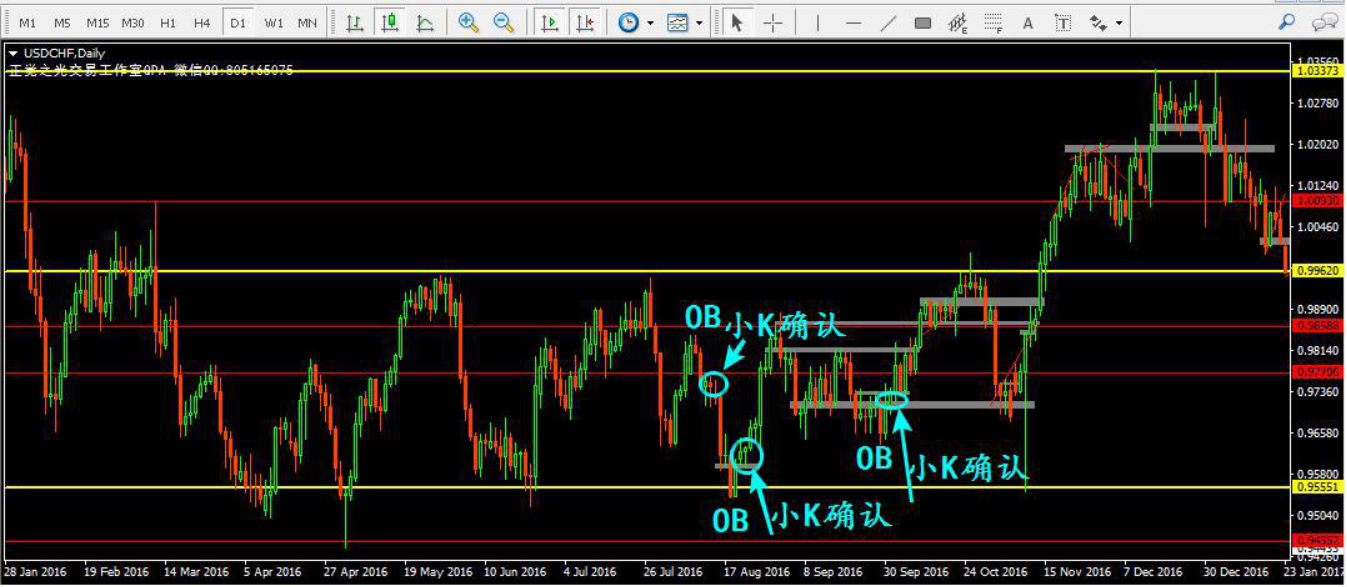 M1 M5 M15 M30 H1 H4 D1 W1 MN
E F A T
USDCHF,Daily
正觉之光交易工作室QPA 微信QQ:805165075
1.03560
1.03373
1.02780
1.02020
1.01240
1.00460
0.99620
0.98900
0.98588
0.98140
0.97706
0.97360
0.96580
0.95800
0.95551
0.95040
0.94260
OB 小K确认
OB 小K确认
OB 小K确认
28 Jan 2016 19 Feb 2016 14 Mar 2016 5 Apr 2016 27 Apr 2016 19 May 2016 10 Jun 2016 4 Jul 2016 26 Jul 2016 17 Aug 2016 8 Sep 2016 30 Sep 2016 24 Oct 2016 15 Nov 2016 7 Dec 2016 30 Dec 2016 23 Jan 2017